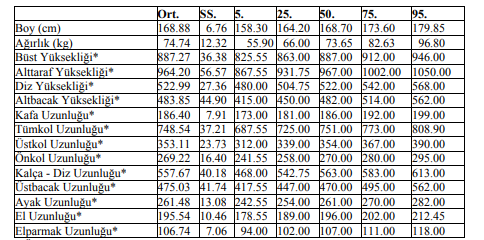 Ort. SS. 5. 25. 50. 75. 95.
Boy (cm) 168.88 6.76 158.30 164.20 168.70 173.60 179.85
Ağırlık (kg) 74.74 12.32 55.90 66.00 73.65 82.63 96.80
Büst Yüksekliği* 887.27 36.38 825.55 863.00 887.00 912.00 946.00
Alttaraf Yüksekliği* 964.20 56.57 867.55 931.75 967.00 1002.00 1050.00
Diz Yüksekliği* 522.99 27.36 480.00 504.75 522.00 542.00 568.00
Altbacak Yüksekliği* 483.85 44.90 415.00 450.00 482.00 514.00 562.00
Kafa Uzunluğu* 186.40 7.91 173.00 181.00 186.00 192.00 199.00
Tümkol Uzunluğu* 748.54 37.21 687.55 725.00 751.00 773.00 808.90
Üstkol Uzunluğu* 353.11 23.73 312.00 339.00 354.00 367.00 390.00
Önkol Uzunluğu* 269.22 16.40 241.55 258.00 270.00 280.00 295.00
Kalça - Diz Uzunluğu* 557.67 40.18 468.00 542.75 563.00 583.00 613.00
Üstbacak Uzunluğu* 475.03 41.74 417.55 447.00 470.00 495.00 562.00
Ayak Uzunluğu* 261.48 13.08 242.55 254.00 261.00 270.00 282.00
El Uzunluğu* 195.54 10.46 178.55 189.00 196.00 202.00 212.45
Elparmak Uzunluğu* 106.74 7.06 94.00 102.00 107.00 111.00 118.00